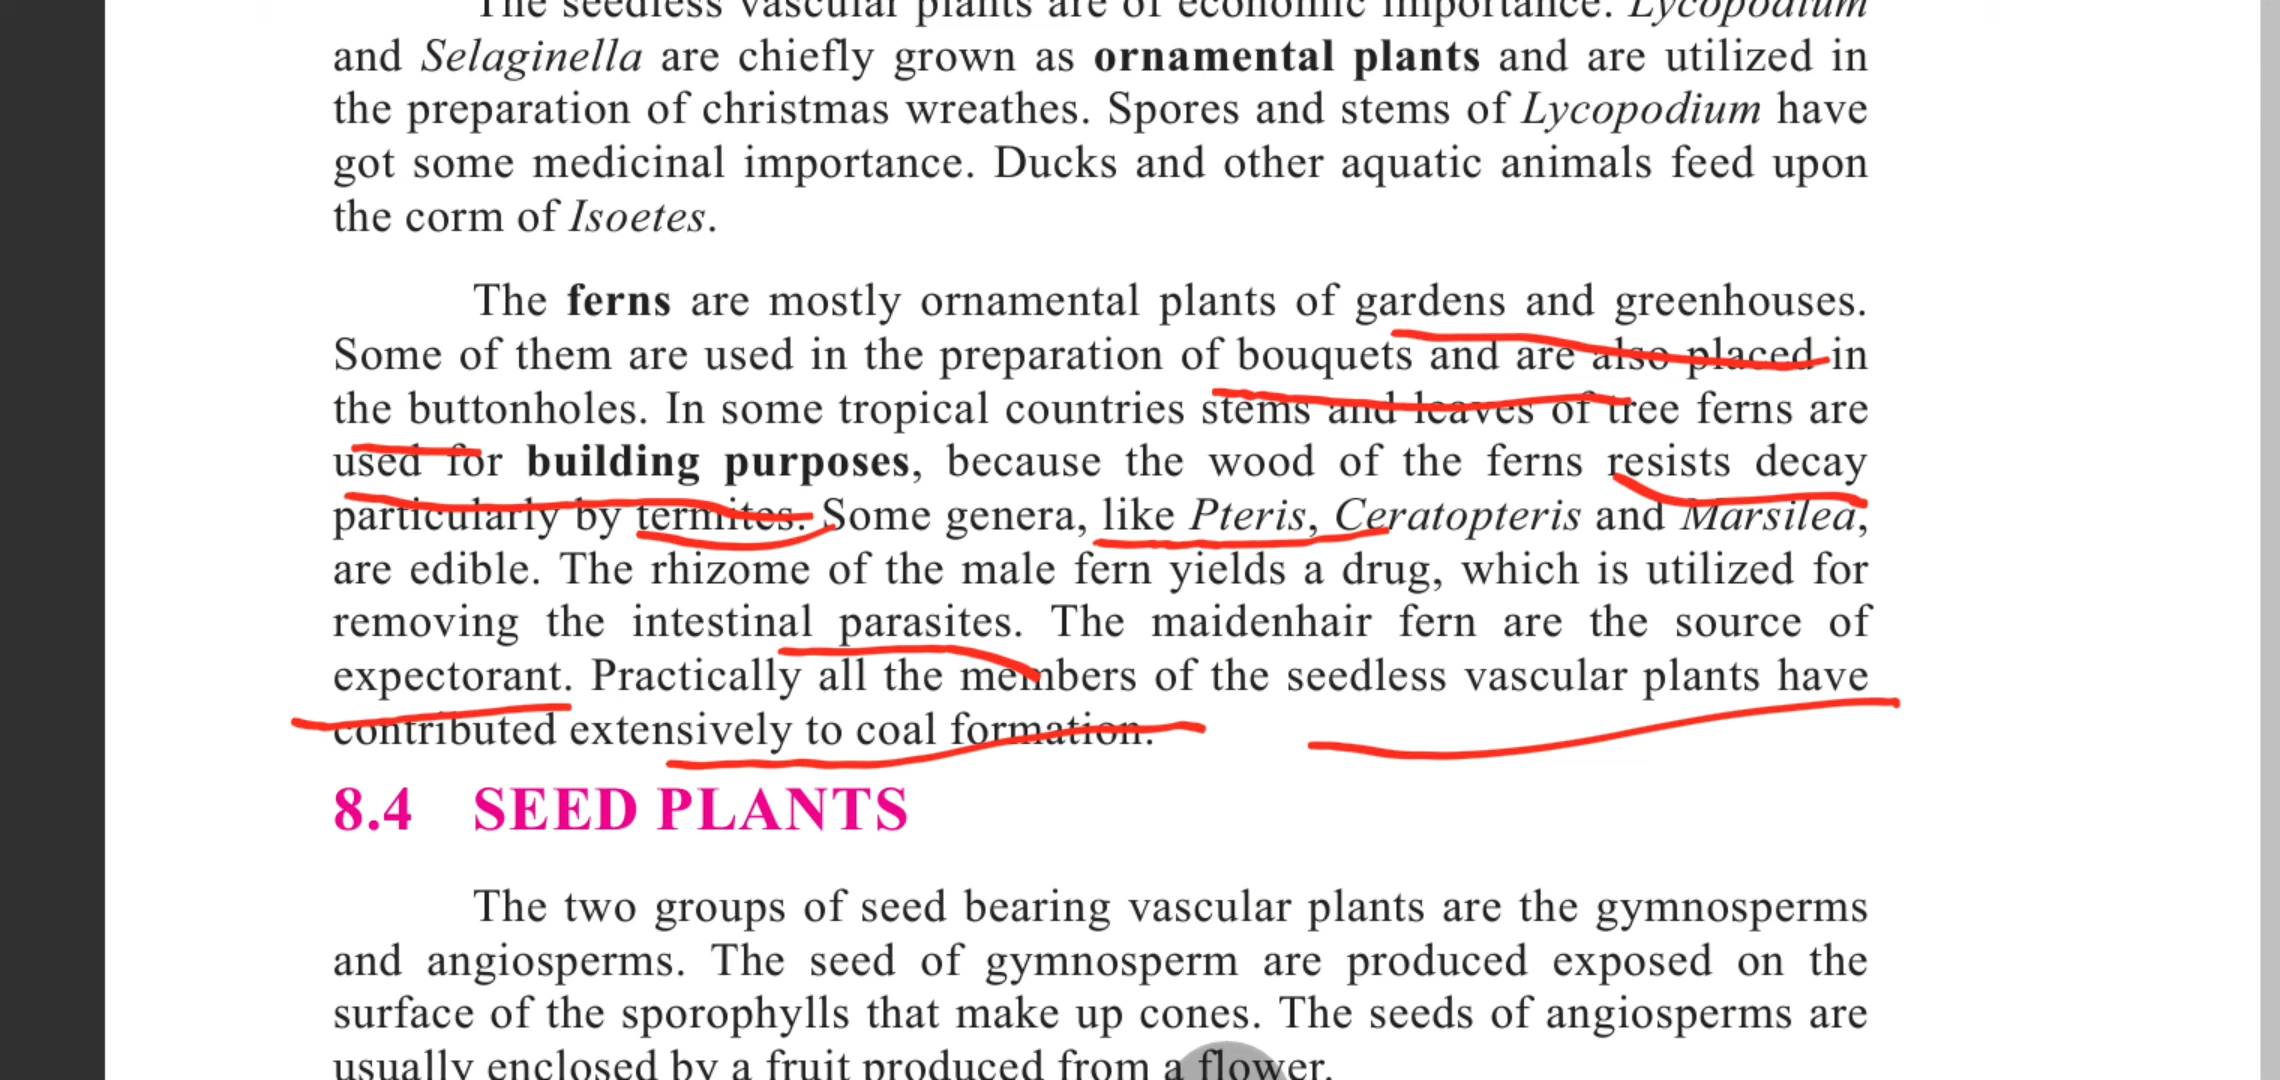 The seedless vascular plants are of economic importance. Lycopodium
and Selaginella are chiefly grown as ornamental plants and are utilized in
the preparation of christmas wreathes. Spores and stems of Lycopodium have
got some medicinal importance. Ducks and other aquatic animals feed upon
the corm of Isoetes.
The ferns are mostly ornamental plants of gardens and greenhouses.
Some of them are used in the preparation of bouquets and are also placed in
the buttonholes. In some tropical countries stems and leaves of tree ferns are
used for building purposes, because the wood of the ferns resists decay
particularly by termites. Some genera, like Pteris, Ceratopteris and Marsilea,
are edible. The rhizome of the male fern yields a drug, which is utilized for
removing the intestinal parasites. The maidenhair fern are the source of
expectorant. Practically all the members of the seedless vascular plants have
contributed extensively to coal formation.
8.4 SEED PLANTS
The two groups of seed bearing vascular plants are the gymnosperms
and angiosperms. The seed of gymnosperm are produced exposed on the
surface of the sporophylls that make up cones. The seeds of angiosperms are
usually enclosed by a fruit produced from a flower.